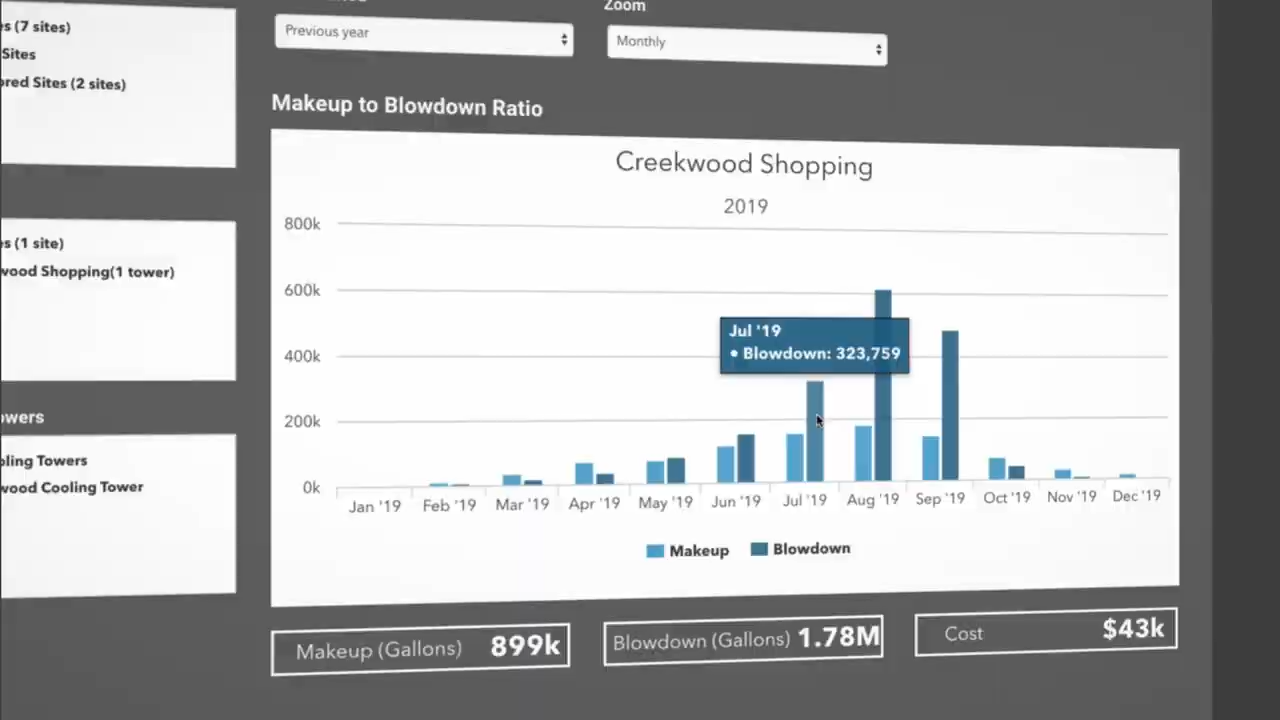 s (7 sites)
Sites
ored Sites (2 sites)
s (1 site)
wood Shopping(1 tower)
owers
ling Towers
wood Cooling Tower
Zoom
Previous year
Monthly
Makeup to Blowdown Ratio
Creekwood Shopping
2019
800k
600k
400k
200k
0k
Jul '19
• Blowdown: 323,759
Jan '19 Feb '19 Mar '19 Apr '19 May '19 Jun '19 Jul '19 Aug '19 Sep '19 Oct '19 Nov '19 Dec '19
Makeup Blowdown
Makeup (Gallons) 899k
Blowdown (Gallons) 1.78M
Cost $43k